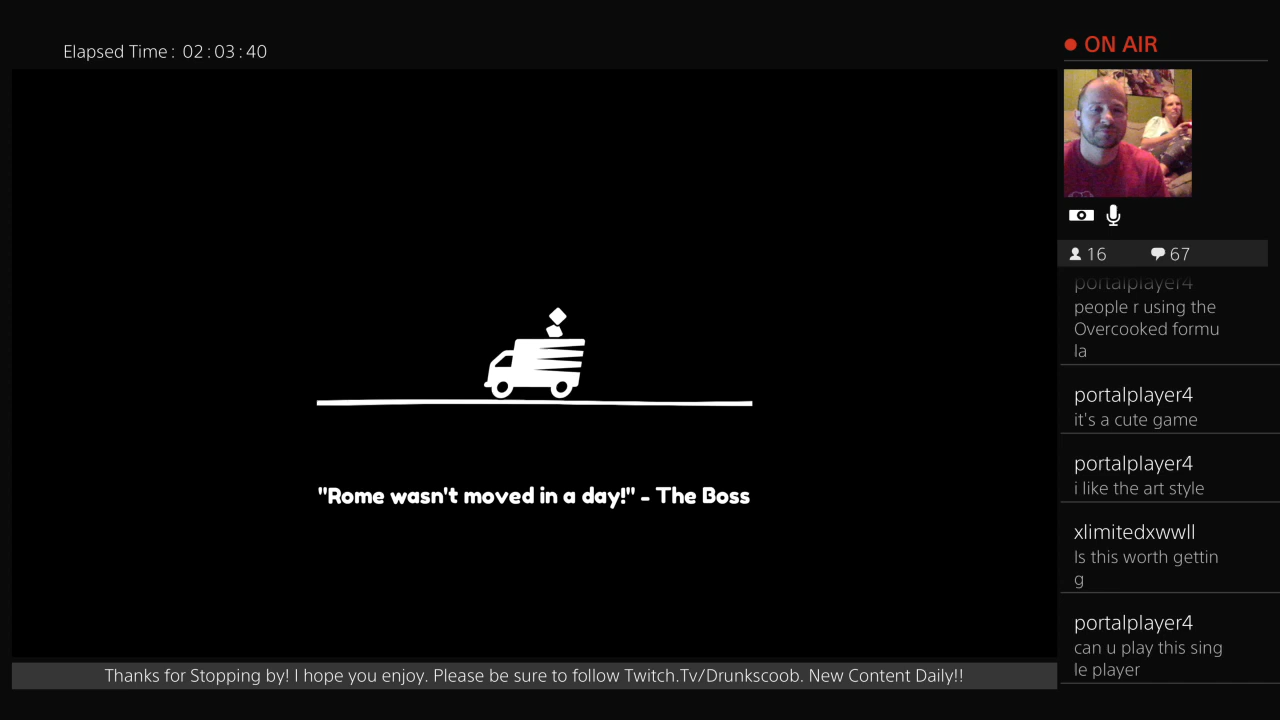 Elapsed Time: 02:03:40
ON AIR
16 67
portalplayer4
people r using the
Overcooked formu
la
portalplayer4
it's a cute game
portalplayer4
i like the art style
xlimitedxwwll
Is this worth gettin
g
portalplayer4
can u play this sing
le player
"Rome wasn't moved in a day!" - The Boss
Thanks for Stopping by! I hope you enjoy. Please be sure to follow Twitch.Tv/Drunkscoob. New Content Daily!!